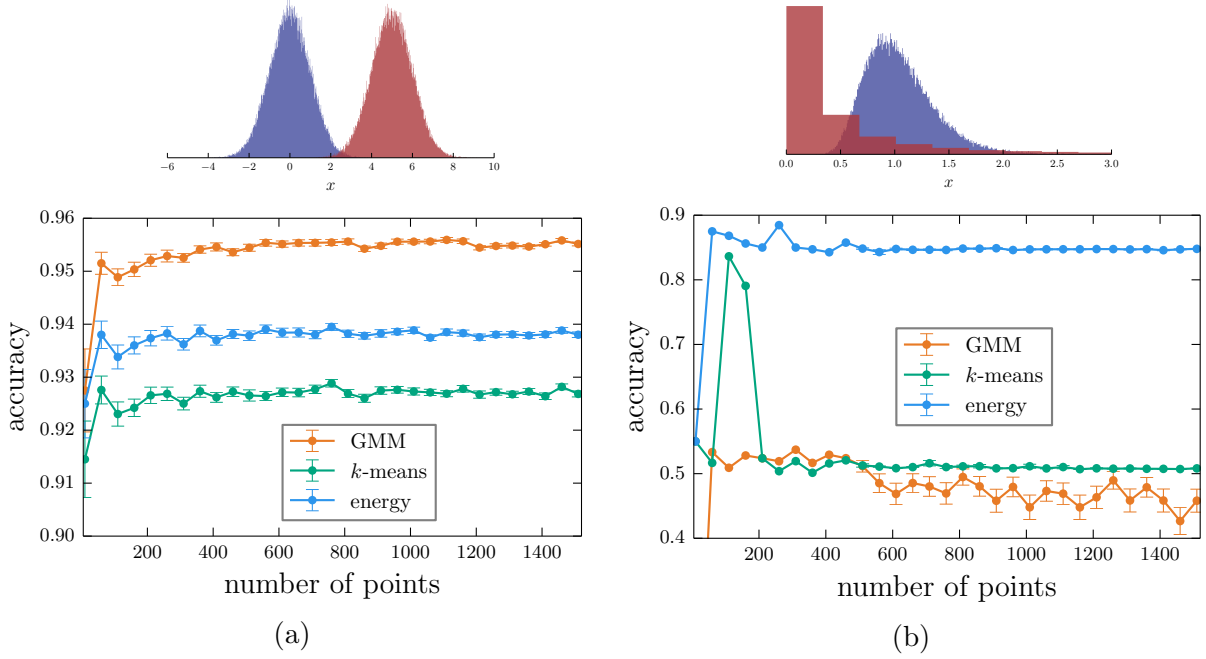 −6 −4 −2 0 2 4 6 8 10
x
0.96
0.95
0.94
0.93
0.92
0.91
0.90
accuracy
GMM
k-means
energy
200 400 600 800 1000 1200 1400
number of points
(a)
0.0 0.5 1.0 1.5 2.0 2.5 3.0
x
0.9
0.8
0.7
0.6
0.5
0.4
accuracy
GMM
k-means
energy
200 400 600 800 1000 1200 1400
number of points
(b)